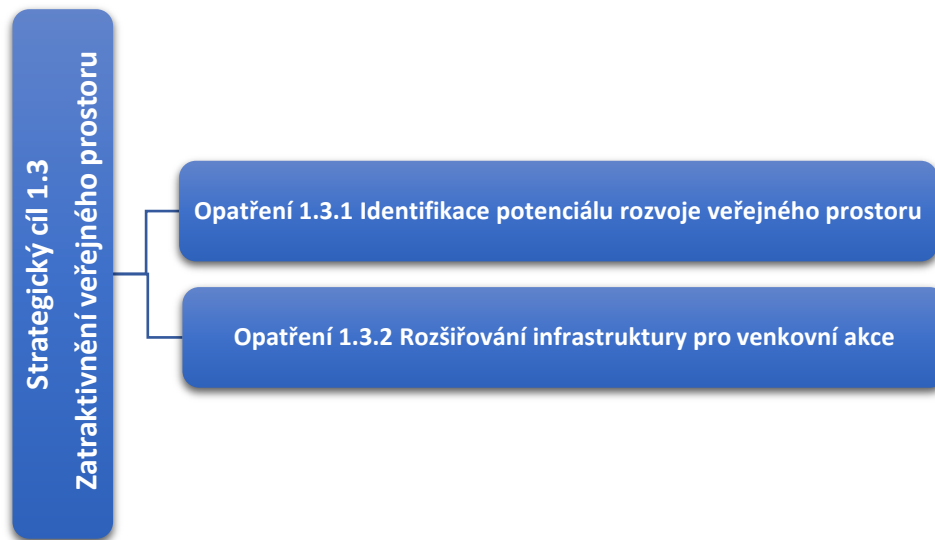 Strategický cíl 1.3
Zatraktivnění veřejného prostoru
Opatření 1.3.1 Identifikace potenciálu rozvoje veřejného prostoru
Opatření 1.3.2 Rozšiřování infrastruktury pro venkovní akce